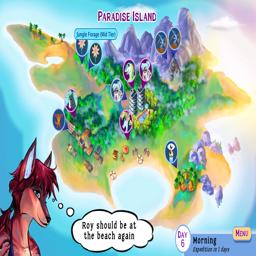 Paradise Island
Jungle Forage (Mid Tier)
Roy should be at
the beach again
DAY
6
Morning
Expedition in 1 days
MENU